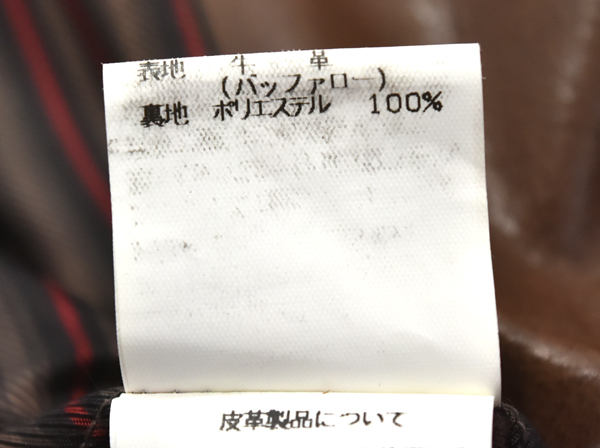 表地 牛 革
(バッファロー)
裏地 ポリエステル 100%
皮革製品について